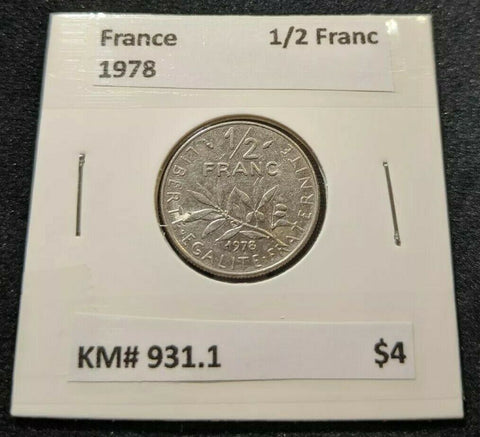 France 1/2 Franc
1978
1/2
FRANC
LIBERTE·EGALITE·FRATERNITE
1978
KM# 931.1 $4